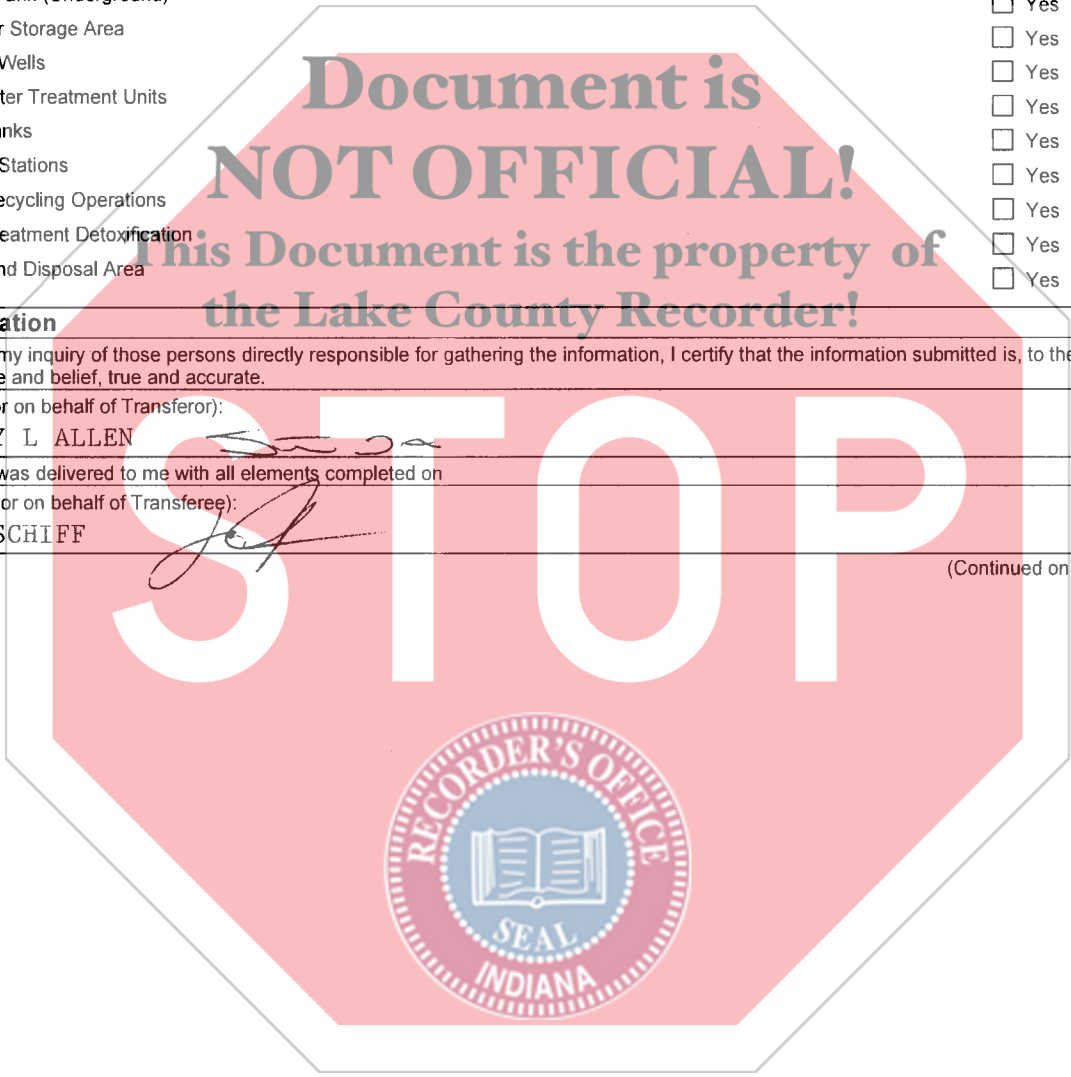 ank (Underground) Yes
r Storage Area Yes
Wells Yes
ter Treatment Units Yes
nks Yes
Stations Yes
ecycling Operations Yes
eatment Detoxification Yes
nd Disposal Area Yes
Document is
NOT OFFICIAL!
This Document is the property of
the Lake County Recorder!
ation
my inquiry of those persons directly responsible for gathering the information, I certify that the information submitted is, to the
e and belief, true and accurate.
r on behalf of Transferor):
L ALLEN
was delivered to me with all elements completed on
or on behalf of Transferee):
SCHIFF
(Continued on
STOP
RECORDER'S OFFICE
SEAL
INDIANA